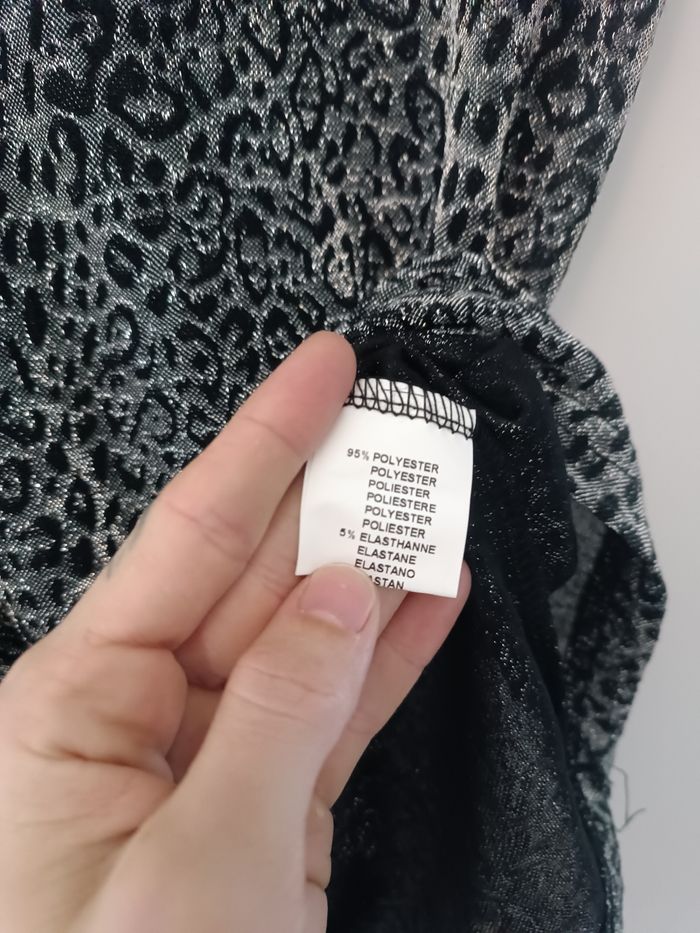 95% POLYESTER
POLYESTER
POLIESTER
POLIESTERE
POLYESTER
POLIESTER
5% ELASTHANNE
ELASTANE
ELASTANO